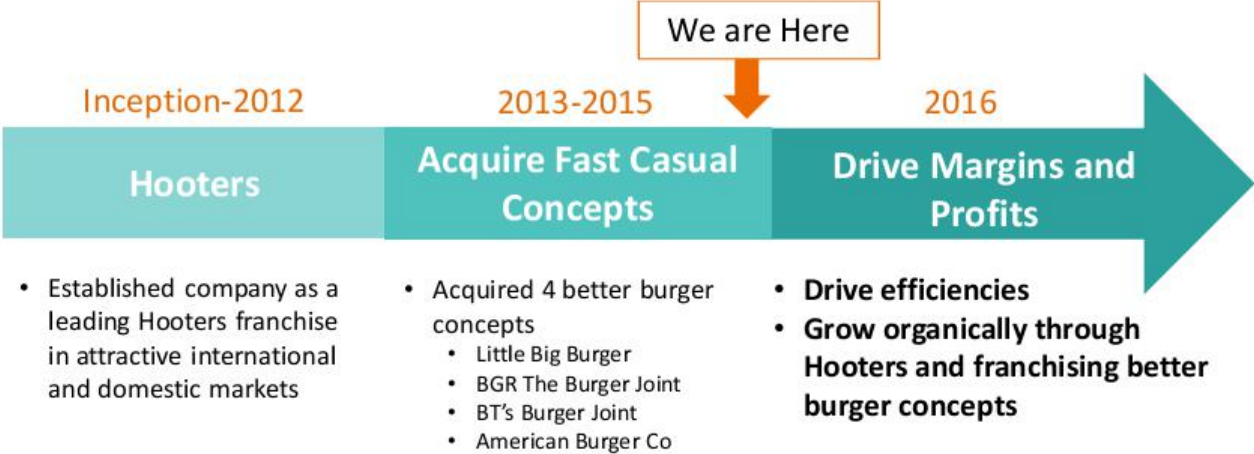 We are Here
Inception-2012
2013-2015
2016
Hooters
Acquire Fast Casual
Concepts
Drive Margins and
Profits
• Established company as a
leading Hooters franchise
in attractive international
and domestic markets
• Acquired 4 better burger
concepts
• Little Big Burger
• BGR The Burger Joint
• BT’s Burger Joint
• American Burger Co
• Drive efficiencies
• Grow organically through
Hooters and franchising better
burger concepts